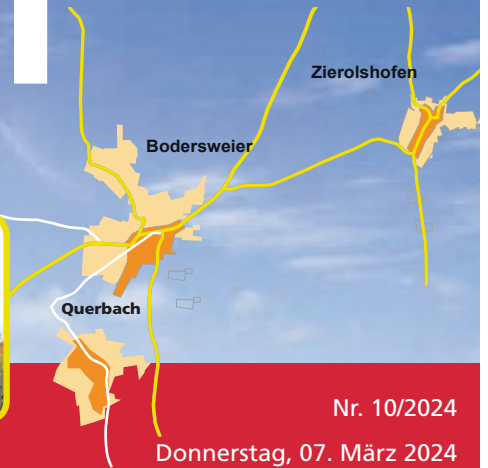 Zierolshofen
Bodersweier
Querbach
Nr. 10/2024
Donnerstag, 07. März 2024